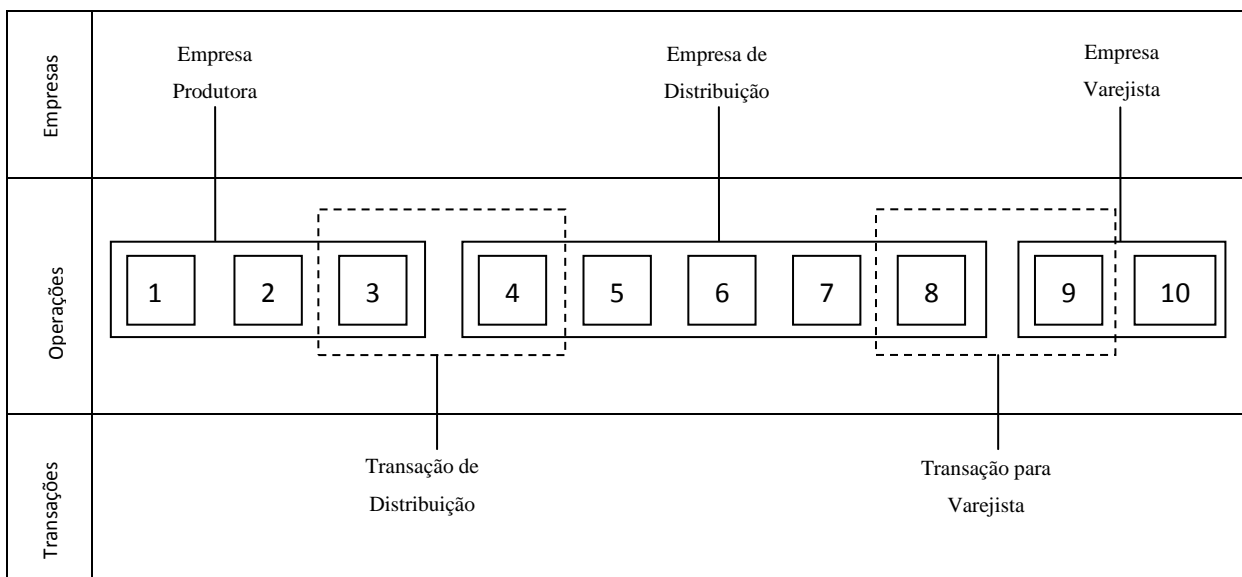 Empresas
Empresa
Produtora
Empresa de
Distribuição
Empresa
Varejista
Operações
1
2
3
4
5
6
7
8
9
10
Transações
Transação de
Distribuição
Transação para
Varejista